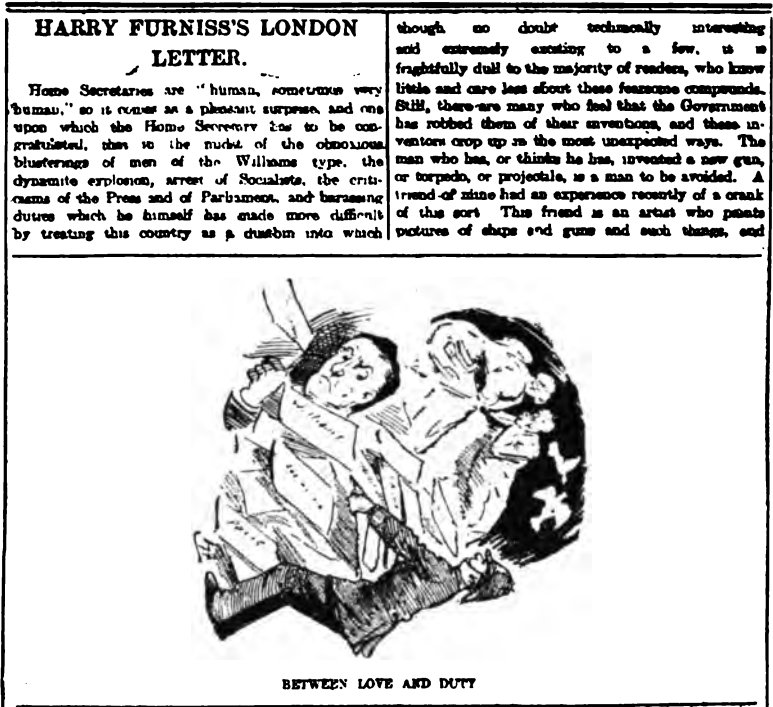 HARRY FURNISS'S LONDON
LETTER.
Home Secretaries are "human, sometimes very
human," so it comes as a pleasant surprise, and one
upon which the Home Secretary has to be con-
gratulated, that in the midst of the obnoxious
blusterings of men of the Williams type, the
dynamite explosion, arrest of Socialists, the criti-
cisms of the Press and of Parliament, and harassing
duties which he himself has made more difficult
by treating this country as a dustbin into which
though no doubt technically interesting
and extremely exciting to a few, is
frightfully dull to the majority of readers, who know
little and care less about these fearsome compounds.
Still, there are many who feel that the Government
has robbed them of their inventions, and these in-
ventors crop up in the most unexpected ways. The
man who has, or thinks he has, invented a new gun,
or torpedo, or projectile, is a man to be avoided. A
friend of mine had an experience recently of a crank
of this sort This friend is an artist who paints
pictures of ships and guns and such things, and
BETWEEN LOVE AND DUTY